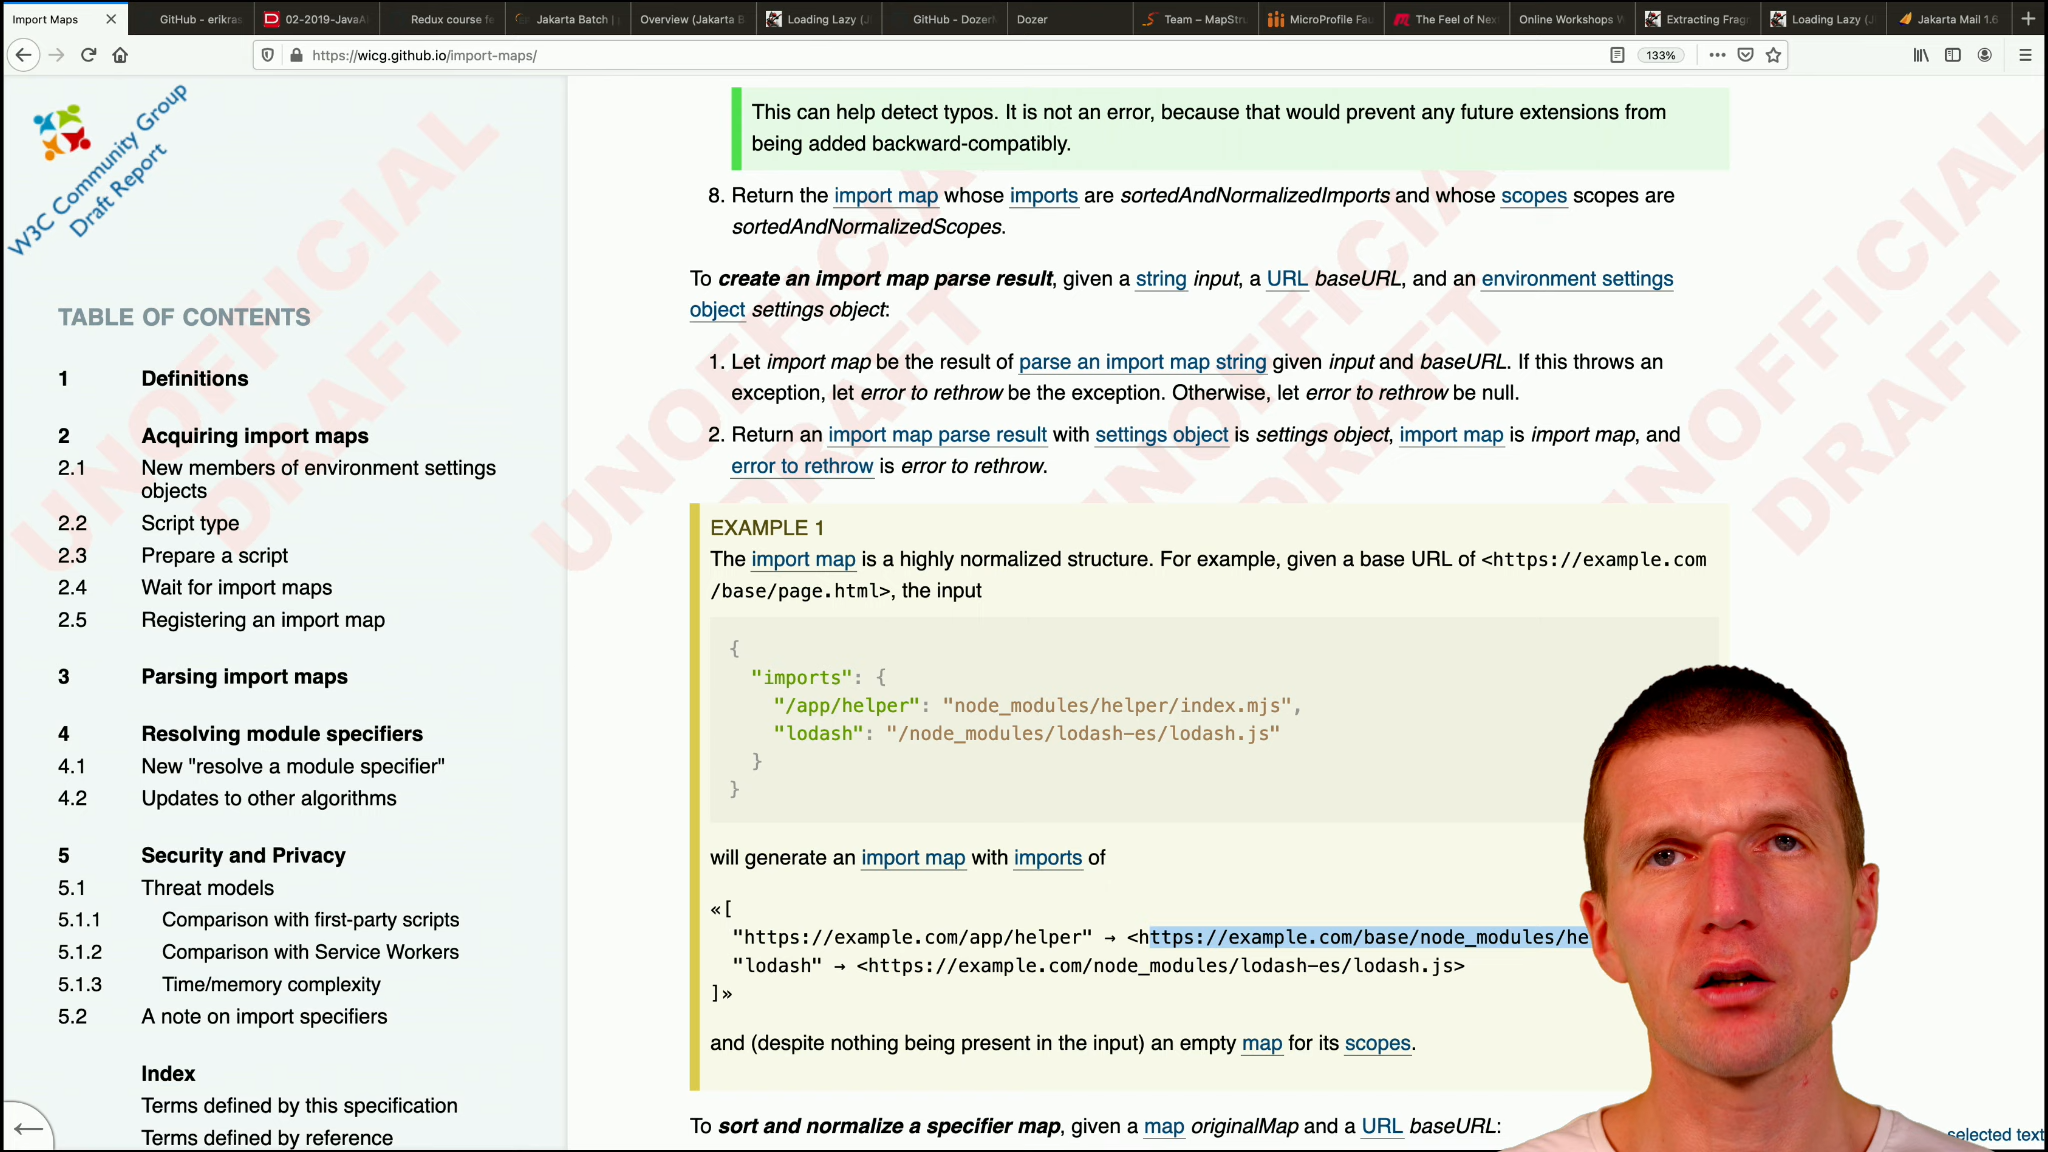 Import Maps
GitHub - erikras
02-2019-JavaA
Redux course fe
Jakarta Batch |
Overview (Jakarta B
Loading Lazy (J
GitHub - Dozer
Dozer
Team – MapStru
MicroProfile Fau
The Feel of Nex
Online Workshops
Extracting Frag
Loading Lazy (J
Jakarta Mail 1.6
https://wicg.github.io/import-maps/
133%
W3C Community Group
Draft Report
TABLE OF CONTENTS
1 Definitions
2 Acquiring import maps
2.1 New members of environment settings
objects
2.2 Script type
2.3 Prepare a script
2.4 Wait for import maps
2.5 Registering an import map
3 Parsing import maps
4 Resolving module specifiers
4.1 New "resolve a module specifier"
4.2 Updates to other algorithms
5 Security and Privacy
5.1 Threat models
5.1.1 Comparison with first-party scripts
5.1.2 Comparison with Service Workers
5.1.3 Time/memory complexity
5.2 A note on import specifiers
Index
Terms defined by this specification
Terms defined by reference
UNOFFICIAL
DRAFT
UNOFFICIAL
DRAFT
UNOFFICIAL
DRAFT
UNOFFICIAL
DRAFT
This can help detect typos. It is not an error, because that would prevent any future extensions from
being added backward-compatibly.
8. Return the import map whose imports are sortedAndNormalizedImports and whose scopes scopes are
sortedAndNormalizedScopes.
To create an import map parse result, given a string input, a URL baseURL, and an environment settings
object settings object:
1. Let import map be the result of parse an import map string given input and baseURL. If this throws an
exception, let error to rethrow be the exception. Otherwise, let error to rethrow be null.
2. Return an import map parse result with settings object is settings object, import map is import map, and
error to rethrow is error to rethrow.
EXAMPLE 1
The import map is a highly normalized structure. For example, given a base URL of <https://example.com
/base/page.html>, the input
{
"imports": {
"/app/helper": "node_modules/helper/index.mjs",
"lodash": "/node_modules/lodash-es/lodash.js"
}
}
will generate an import map with imports of
«[
"https://example.com/app/helper" → <https://example.com/base/node_modules/he
"lodash" → <https://example.com/node_modules/lodash-es/lodash.js>
]»
and (despite nothing being present in the input) an empty map for its scopes.
To sort and normalize a specifier map, given a map originalMap and a URL baseURL:
selected text